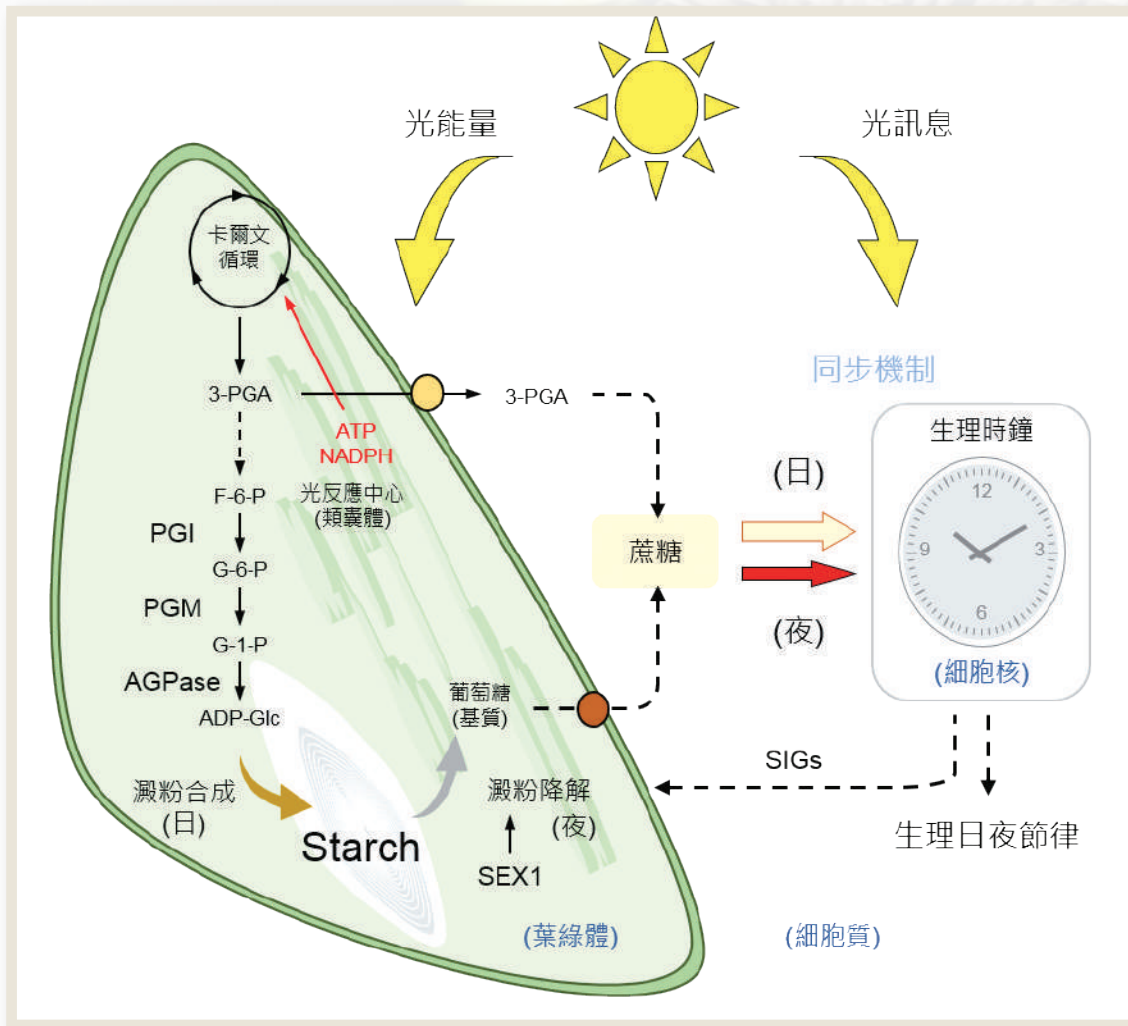 光能量
光訊息
卡爾文
循環
3-PGA
3-PGA
ATP
NADPH
光反應中心
(類囊體)
F-6-P
PGI
G-6-P
PGM
G-1-P
AGPase
ADP-Glc
澱粉合成
(日)
Starch
葡萄糖
(基質)
澱粉降解
(夜)
SEX1
(葉綠體)
蔗糖
(日)
(夜)
同步機制
生理時鐘
12
9
3
6
(細胞核)
SIGs
生理日夜節律
(細胞質)